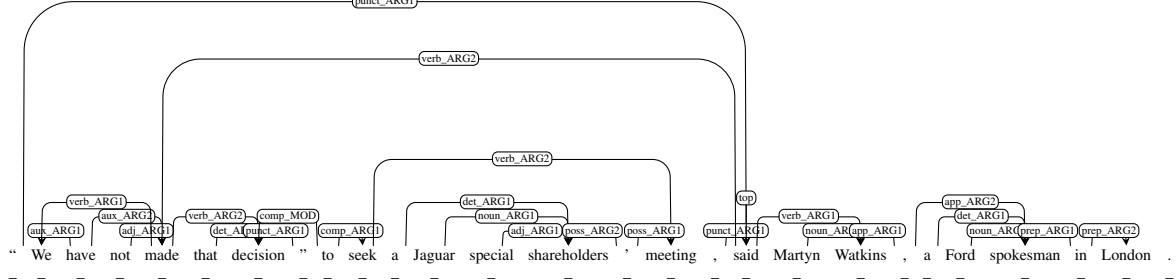 punct_ARG1
verb_ARG2
verb_ARG2
top
verb_ARG1 det_ARG1 app_ARG2
aux_ARG2 verb_ARG2 comp_MOD noun_ARG1 verb_ARG1 det_ARG1
aux_ARG1 adj_ARG1 punct_ARG1 comp_ARG1 adj_ARG1 poss_ARG2 poss_ARG1 punct_ARG1 app_ARG1 prep_ARG1 prep_ARG2
“ We have not made that decision ” to seek a Jaguar special shareholders ’ meeting , said Martyn Watkins , a Ford spokesman in London .